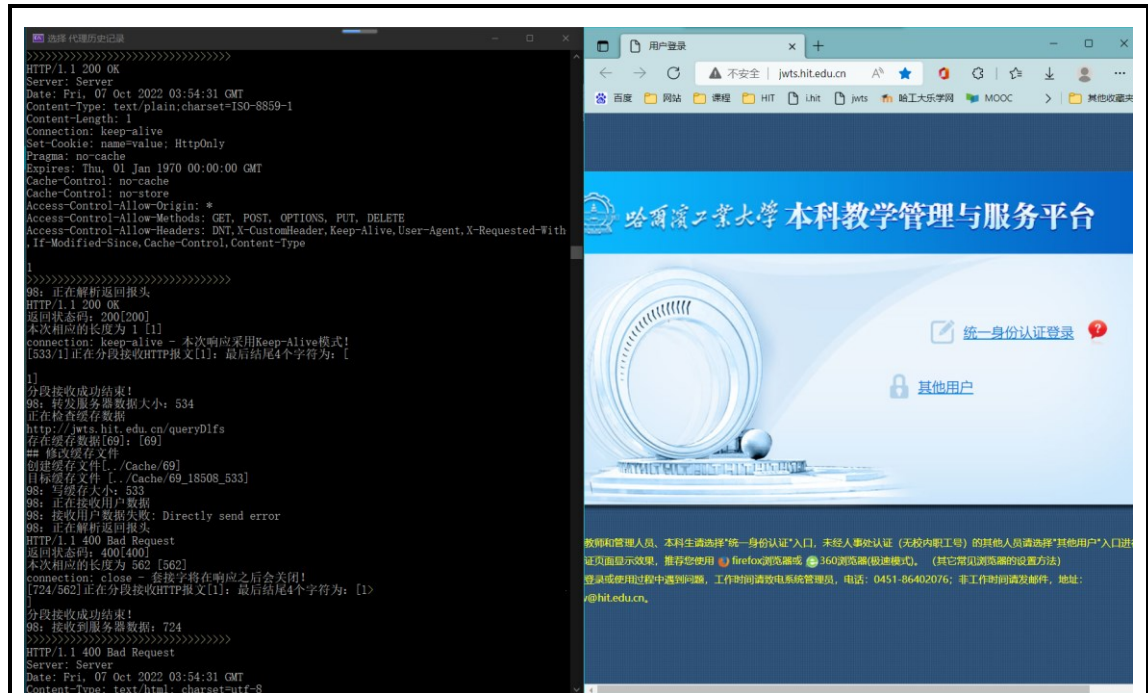 选择 代理历史记录
>>>>>>>>>>>>>>>>>>>>>>>>>>>>>>>>>
HTTP/1.1 200 OK
Server: Server
Date: Fri, 07 Oct 2022 03:54:31 GMT
Content-Type: text/plain;charset=ISO-8859-1
Content-Length: 1
Connection: keep-alive
Set-Cookie: name=value; HttpOnly
Pragma: no-cache
Expires: Thu, 01 Jan 1970 00:00:00 GMT
Cache-Control: no-cache
Cache-Control: no-store
Access-Control-Allow-Origin: *
Access-Control-Allow-Methods: GET, POST, OPTIONS, PUT, DELETE
Access-Control-Allow-Headers: DNT,X-CustomHeader,Keep-Alive,User-Agent,X-Requested-With
,If-Modified-Since,Cache-Control,Content-Type
1
>>>>>>>>>>>>>>>>>>>>>>>>>>>>>>>>>
98: 正在解析返回报头
HTTP/1.1 200 OK
返回状态码: 200[200]
本次相应的长度为 1 [1]
connection: keep-alive - 本次响应采用Keep-Alive模式!
[533/1]正在分段接收HTTP报文[1]: 最后结尾4个字符为: [
1]
分段接收成功结束!
98: 转发服务器数据大小: 534
正在检查缓存数据
http://jwts.hit.edu.cn/queryDlfs
存在缓存数据[69]: [69]
## 修改缓存文件
创建缓存文件[../Cache/69]
目标缓存文件 [../Cache/69_18508_533]
98: 写缓存大小: 533
98: 正在接收用户数据
98: 接收用户数据失败: Directly send error
98: 正在解析返回报头
HTTP/1.1 400 Bad Request
返回状态码: 400[400]
本次相应的长度为 562 [562]
connection: close - 套接字将在响应之后会关闭!
[724/562]正在分段接收HTTP报文[1]: 最后结尾4个字符为: [1>
]
分段接收成功结束!
98: 接收到服务器数据: 724
>>>>>>>>>>>>>>>>>>>>>>>>>>>>>>>>>
HTTP/1.1 400 Bad Request
Server: Server
Date: Fri, 07 Oct 2022 03:54:31 GMT
Content-Type: text/html; charset=utf-8
用户登录
不安全 | jwts.hit.edu.cn
百度 网站 课程 HIT i.hit jwts 哈工大乐学网 MOOC 其他收藏夹
哈尔滨工业大学 本科教学管理与服务平台
统一身份认证登录
其他用户
教师和管理人员、本科生请选择"统一身份认证"入口，未经人事处认证（无校内职工号）的其他人员请选择"其他用户"入口进
证页面显示效果，推荐您使用 firefox浏览器或 360浏览器(极速模式)。 (其它常见浏览器的设置方法)
登录或使用过程中遇到问题，工作时间请致电系统管理员，电话：0451-86402076；非工作时间请发邮件，地址：
@hit.edu.cn。